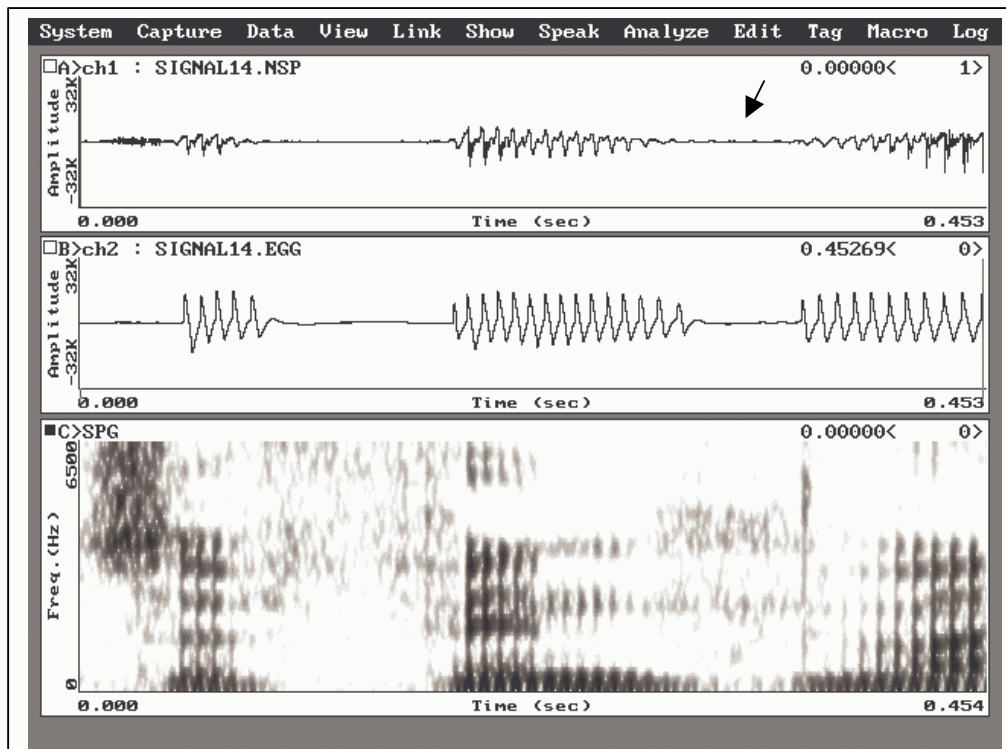 System Capture Data View Link Show Speak Analyze Edit Tag Macro Log
A>ch1 : SIGNAL14.NSP 0.00000< 1>
Amplitude
32K
-32K
0.000 Time (sec) 0.453
B>ch2 : SIGNAL14.EGG 0.45269< 0>
Amplitude
32K
-32K
0.000 Time (sec) 0.453
C>SPG 0.00000< 0>
Freq.(Hz)
6500
0
0.000 Time (sec) 0.454